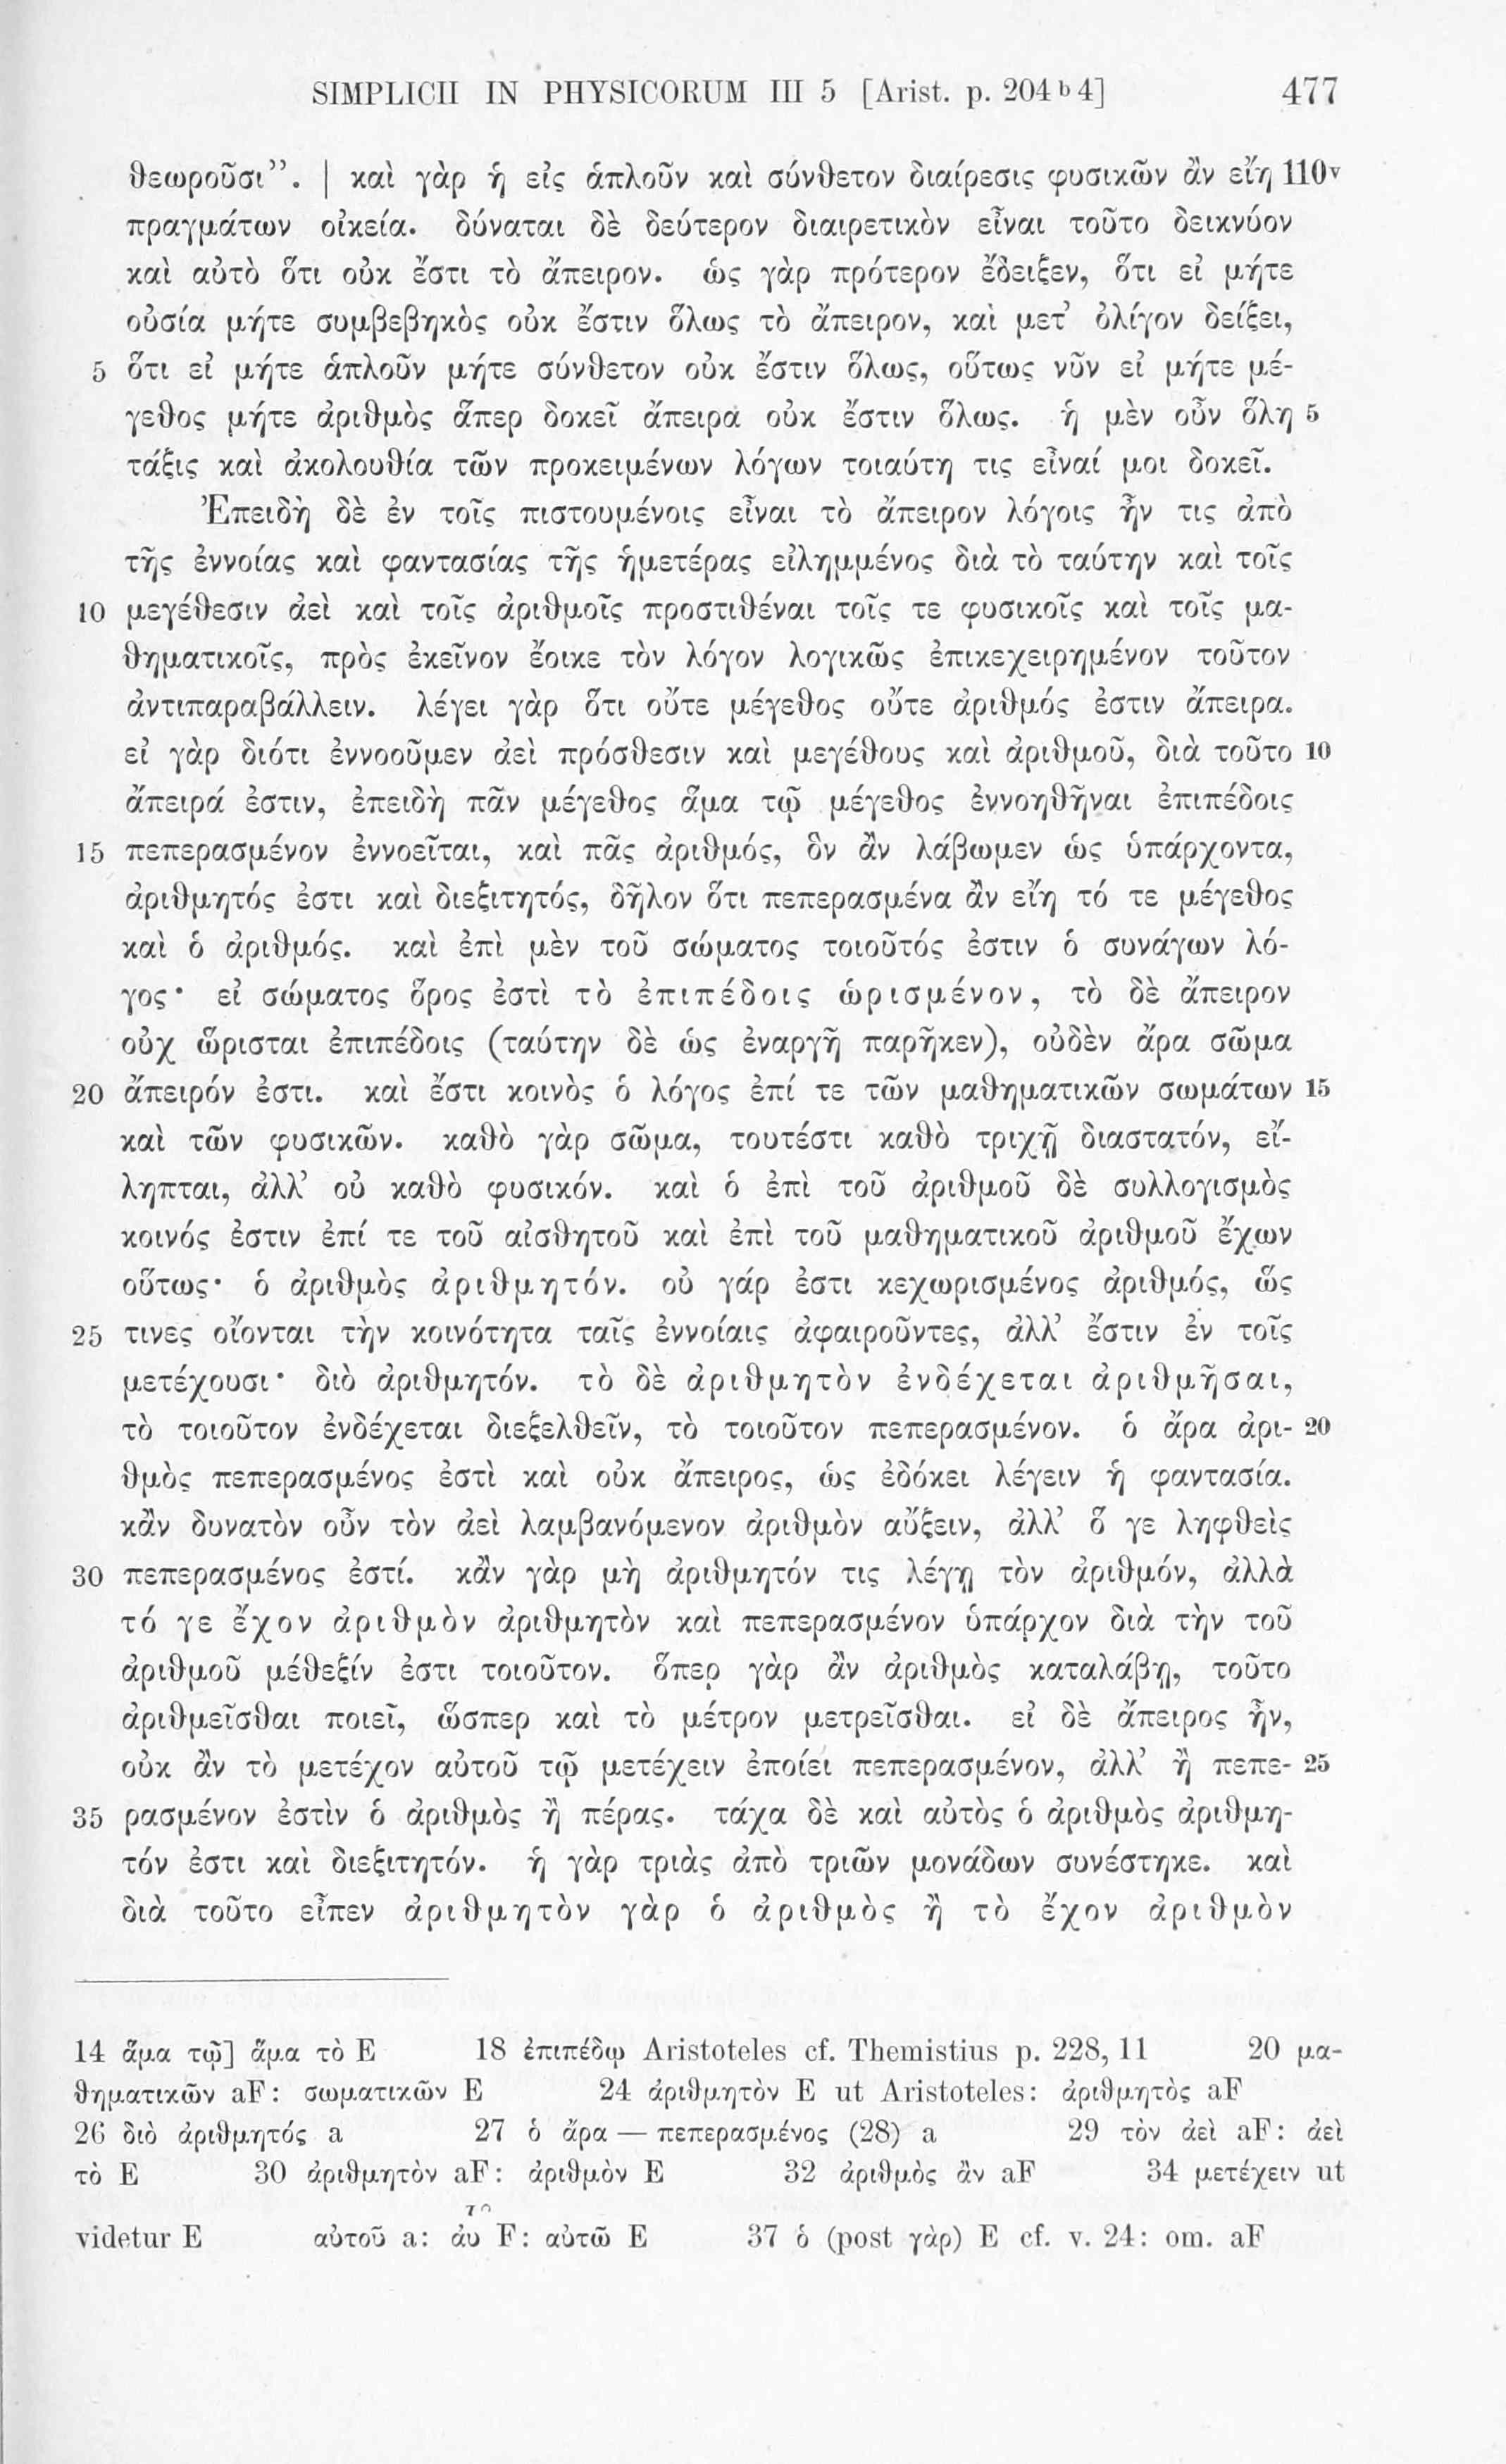 SIMPLICII IN PHYSICORUM III 5 [Arist. p. 204 b 4] 477
θεωροῦσι”. | καὶ γὰρ ἡ εἰς ἁπλοῦν καὶ σύνθετον διαίρεσις φυσικῶν ἂν εἴη 110v
πραγμάτων οἰκεία. δύναται δὲ δεύτερον διαιρετικὸν εἶναι τοῦτο δεικνύον
καὶ αὐτὸ ὅτι οὐκ ἔστι τὸ ἄπειρον. ὡς γὰρ πρότερον ἔδειξεν, ὅτι εἰ μήτε
οὐσία μήτε συμβεβηκὸς οὐκ ἔστιν ὅλως τὸ ἄπειρον, καὶ μετ’ ὀλίγον δείξει,
5 ὅτι εἰ μήτε ἁπλοῦν μήτε σύνθετον οὐκ ἔστιν ὅλως, οὕτως νῦν εἰ μήτε μέ-
γεθος μήτε ἀριθμὸς ἅπερ δοκεῖ ἄπειρα οὐκ ἔστιν ὅλως. ἡ μὲν οὖν ὅλη 5
τάξις καὶ ἀκολουθία τῶν προκειμένων λόγων τοιαύτη τις εἶναί μοι δοκεῖ.
Ἐπειδὴ δὲ ἐν τοῖς πιστουμένοις εἶναι τὸ ἄπειρον λόγοις ἦν τις ἀπὸ
τῆς ἐννοίας καὶ φαντασίας τῆς ἡμετέρας εἰλημμένος διὰ τὸ ταύτην καὶ τοῖς
10 μεγέθεσιν ἀεὶ καὶ τοῖς ἀριθμοῖς προστιθέναι τοῖς τε φυσικοῖς καὶ τοῖς μα-
θηματικοῖς, πρὸς ἐκεῖνον ἔοικε τὸν λόγον λογικῶς ἐπικεχειρημένον τοῦτον
ἀντιπαραβάλλειν. λέγει γὰρ ὅτι οὔτε μέγεθος οὔτε ἀριθμός ἐστιν ἄπειρα.
εἰ γὰρ διότι ἐννοοῦμεν ἀεὶ πρόσθεσιν καὶ μεγέθους καὶ ἀριθμοῦ, διὰ τοῦτο 10
ἄπειρά ἐστιν, ἐπειδὴ πᾶν μέγεθος ἅμα τῷ μέγεθος ἐννοηθῆναι ἐπιπέδοις
15 πεπερασμένον ἐννοεῖται, καὶ πᾶς ἀριθμός, ὃν ἂν λάβωμεν ὡς ὑπάρχοντα,
ἀριθμητός ἐστι καὶ διεξιτητός, δῆλον ὅτι πεπερασμένα ἂν εἴη τό τε μέγεθος
καὶ ὁ ἀριθμός. καὶ ἐπὶ μὲν τοῦ σώματος τοιοῦτός ἐστιν ὁ συνάγων λό-
γος· εἰ σώματος ὅρος ἐστὶ τὸ ἐπιπέδοις ὡρισμένον, τὸ δὲ ἄπειρον
οὐχ ὥρισται ἐπιπέδοις (ταύτην δὲ ὡς ἐναργῆ παρῆκεν), οὐδὲν ἄρα σῶμα
20 ἄπειρόν ἐστι. καὶ ἔστι κοινὸς ὁ λόγος ἐπί τε τῶν μαθηματικῶν σωμάτων 15
καὶ τῶν φυσικῶν. καθὸ γὰρ σῶμα, τουτέστι καθὸ τριχῇ διαστατόν, εἴ-
ληπται, ἀλλ’ οὐ καθὸ φυσικόν. καὶ ὁ ἐπὶ τοῦ ἀριθμοῦ δὲ συλλογισμὸς
κοινός ἐστιν ἐπί τε τοῦ αἰσθητοῦ καὶ ἐπὶ τοῦ μαθηματικοῦ ἀριθμοῦ ἔχων
οὕτως· ὁ ἀριθμὸς ἀριθμητόν. οὐ γάρ ἐστι κεχωρισμένος ἀριθμός, ὥς
25 τινες οἴονται τὴν κοινότητα ταῖς ἐννοίαις ἀφαιροῦντες, ἀλλ’ ἔστιν ἐν τοῖς
μετέχουσι· διὸ ἀριθμητόν. τὸ δὲ ἀριθμητὸν ἐνδέχεται ἀριθμῆσαι,
τὸ τοιοῦτον ἐνδέχεται διεξελθεῖν, τὸ τοιοῦτον πεπερασμένον. ὁ ἄρα ἀρι- 20
θμὸς πεπερασμένος ἐστὶ καὶ οὐκ ἄπειρος, ὡς ἐδόκει λέγειν ἡ φαντασία.
κἂν δυνατὸν οὖν τὸν ἀεὶ λαμβανόμενον ἀριθμὸν αὔξειν, ἀλλ’ ὅ γε ληφθεὶς
30 πεπερασμένος ἐστί. κἂν γὰρ μὴ ἀριθμητόν τις λέγῃ τὸν ἀριθμόν, ἀλλὰ
τό γε ἔχον ἀριθμὸν ἀριθμητὸν καὶ πεπερασμένον ὑπάρχον διὰ τὴν τοῦ
ἀριθμοῦ μέθεξίν ἐστι τοιοῦτον. ὅπερ γὰρ ἂν ἀριθμὸς καταλάβῃ, τοῦτο
ἀριθμεῖσθαι ποιεῖ, ὥσπερ καὶ τὸ μέτρον μετρεῖσθαι. εἰ δὲ ἄπειρος ἦν,
οὐκ ἂν τὸ μετέχον αὐτοῦ τῷ μετέχειν ἐποίει πεπερασμένον, ἀλλ’ ἢ πεπε- 25
35 ρασμένον ἐστὶν ὁ ἀριθμὸς ἢ πέρας. τάχα δὲ καὶ αὐτὸς ὁ ἀριθμὸς ἀριθμη-
τόν ἐστι καὶ διεξιτητόν. ἡ γὰρ τριὰς ἀπὸ τριῶν μονάδων συνέστηκε. καὶ
διὰ τοῦτο εἶπεν ἀριθμητὸν γὰρ ὁ ἀριθμὸς ἢ τὸ ἔχον ἀριθμὸν
14 ἅμα τῷ] ἅμα τὸ E 18 ἐπιπέδῳ Aristoteles cf. Themistius p. 228, 11 20 μα-
θηματικῶν aF: σωματικῶν E 24 ἀριθμητὸν E ut Aristoteles: ἀριθμητὸς aF
26 διὸ ἀριθμητός a 27 ὁ ἄρα — πεπερασμένος (28) a 29 τὸν ἀεὶ aF: ἀεὶ
τὸ E 30 ἀριθμητὸν aF: ἀριθμὸν E 32 ἀριθμὸς ἂν aF 34 μετέχειν ut
videtur E αὐτοῦ a: ἀυ F: αὐτῶ E 37 ὁ (post γὰρ) E cf. v. 24: om. aF